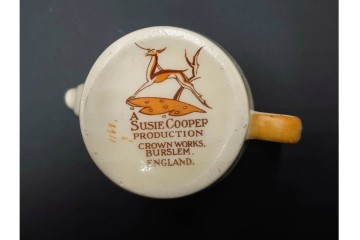 A
SUSIE COOPER
PRODUCTION
CROWN WORKS,
BURSLEM.
ENGLAND.